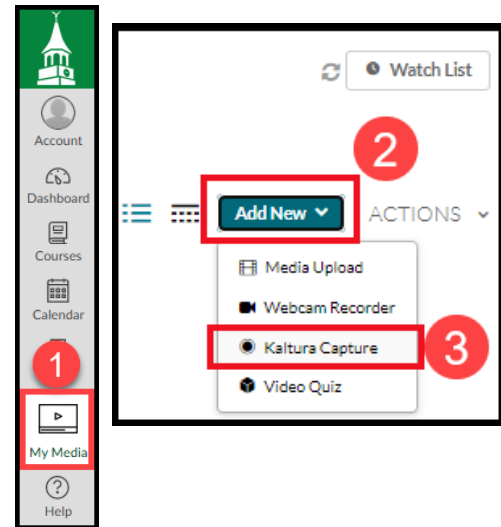 Account
Dashboard
Courses
Calendar
1
My Media
Help
Watch List
2
Add New
ACTIONS
Media Upload
Webcam Recorder
Kaltura Capture
3
Video Quiz